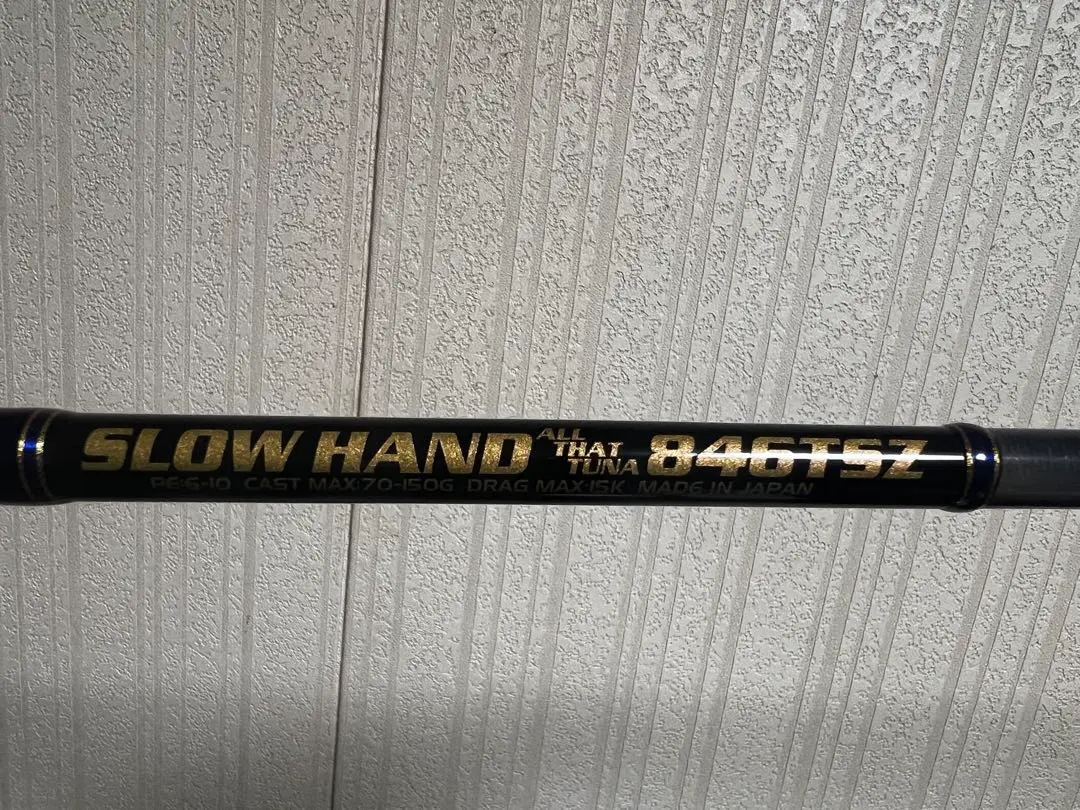 SLOW HAND ALL THAT TUNA 846TSZ
PE:6-10 CAST MAX:70-150G DRAG MAX:15K MADE IN JAPAN